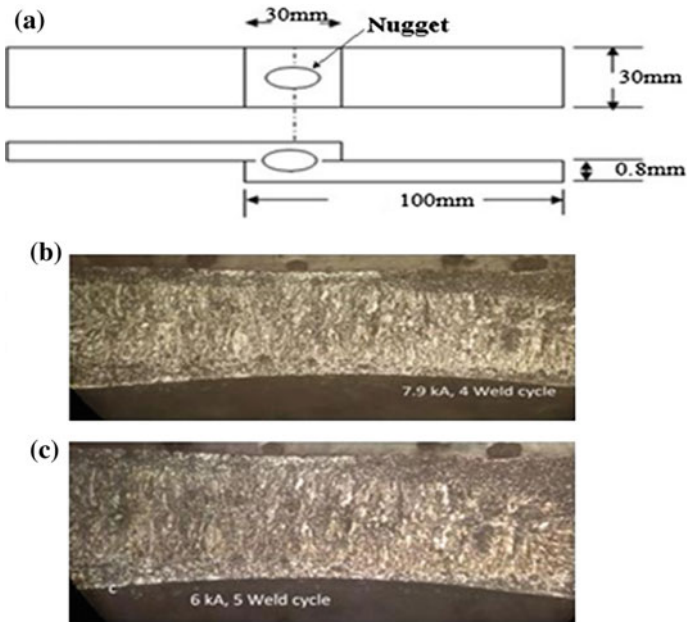 (a)
30mm
Nugget
30mm
0.8mm
100mm
(b)
7.9 kA, 4 Weld cycle
(c)
c
6 kA, 5 Weld cycle